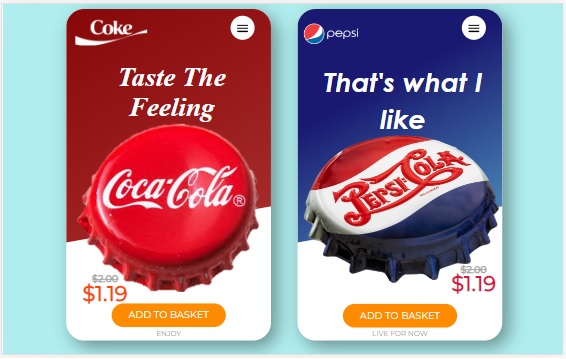 Coke
Taste The
Feeling
Coca-Cola®
$2.00
$1.19
ADD TO BASKET
ENJOY
pepsi
That's what I
like
PEPSI-COLA
$2.00
$1.19
ADD TO BASKET
LIVE FOR NOW